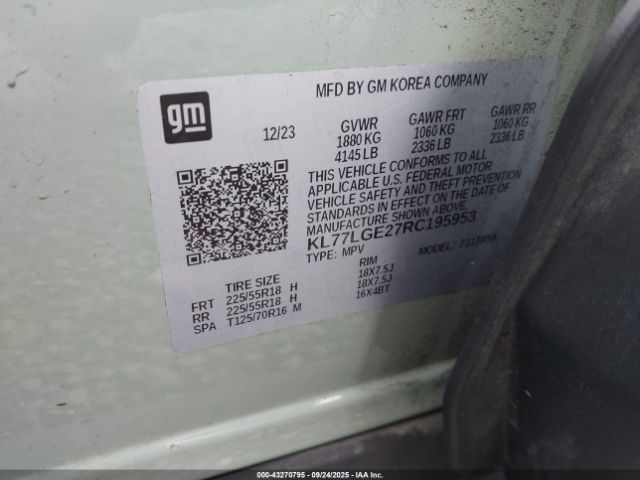 MFD BY GM KOREA COMPANY
gm
12/23
GVWR GAWR FRT GAWR RR
1880 KG 1060 KG 1060 KG
4145 LB 2336 LB 2336 LB
THIS VEHICLE CONFORMS TO ALL
APPLICABLE U.S. FEDERAL MOTOR
VEHICLE SAFETY AND THEFT PREVENTION
STANDARDS IN EFFECT ON THE DATE OF
MANUFACTURE SHOWN ABOVE.
KL77LGE27RC195953
TYPE: MPV MODEL:
TIRE SIZE RIM
FRT 225/55R18 H 18X7.5J
RR 225/55R18 H 18X7.5J
SPA T125/70R16 M 16X4BT
000-43270795 - 09/24/2025 - IAA Inc.